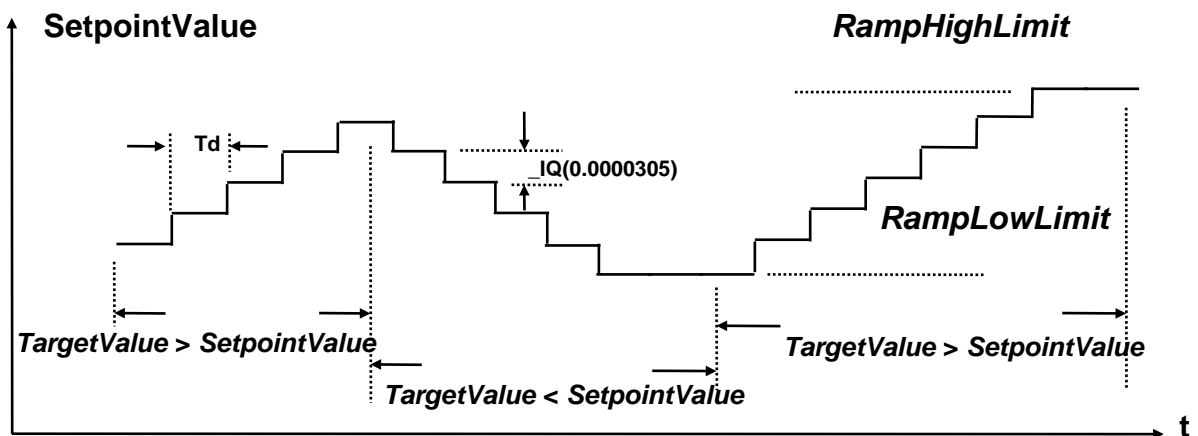 SetpointValue
RampHighLimit
Td
_IQ(0.0000305)
RampLowLimit
TargetValue > SetpointValue
TargetValue > SetpointValue
TargetValue < SetpointValue
t